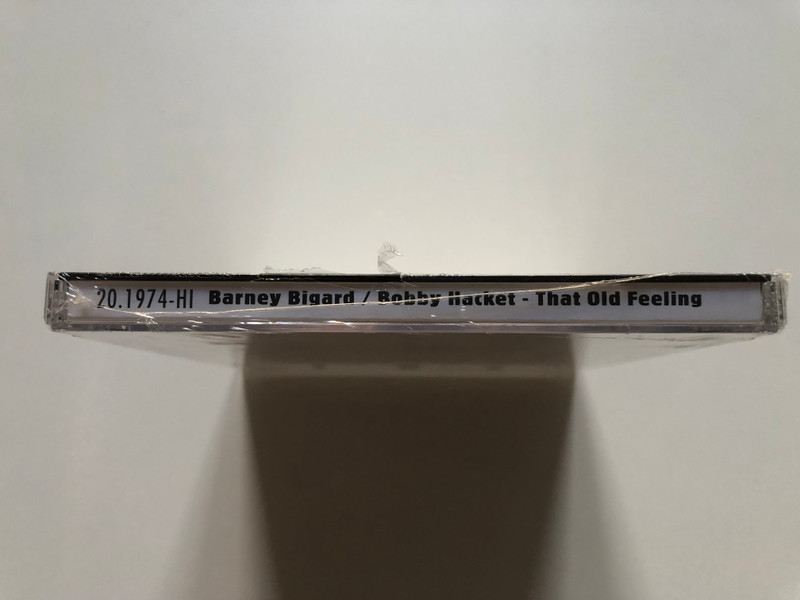 20.1974-HI Barney Bigard / Bobby Hacket - That Old Feeling